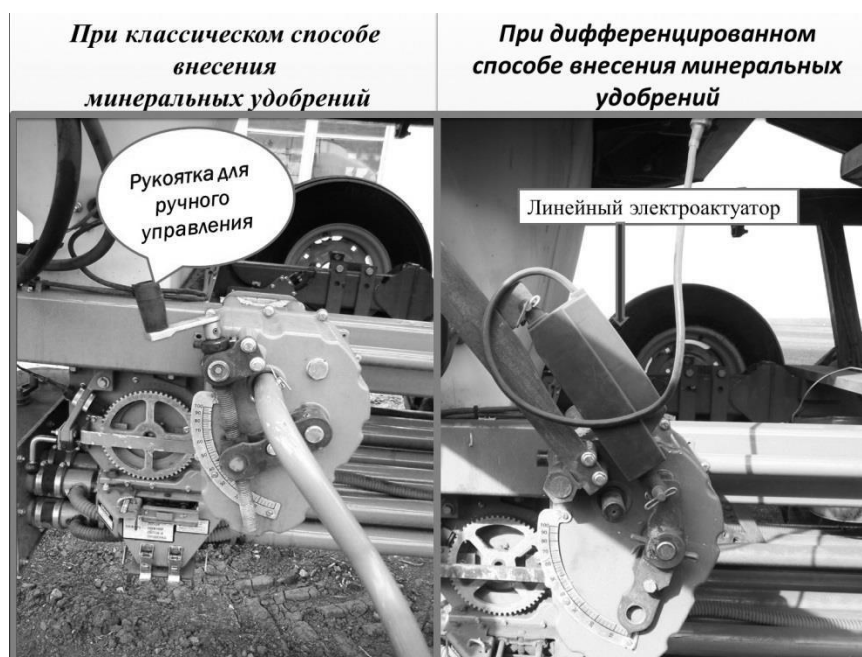 При классическом способе
внесения
минеральных удобрений
При дифференцированном
способе внесения минеральных
удобрений
Рукоятка для
ручного
управления
Линейный электроактуатор